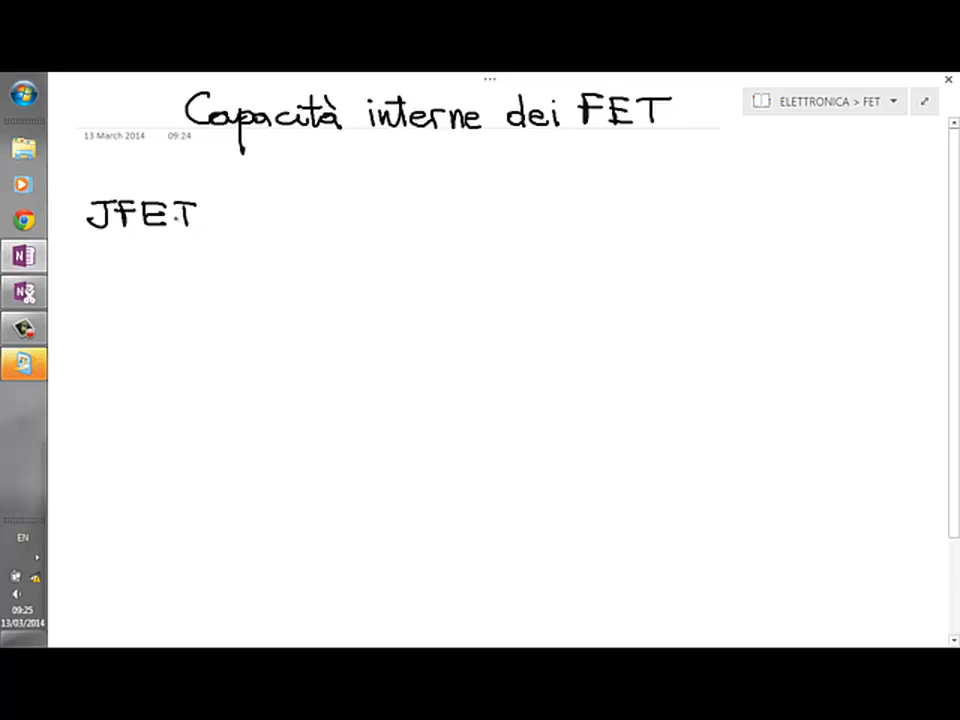 Capacità interne dei FET
ELETTRONICA > FET
13 March 2014 09:24
JFET
EN
09:25
13/03/2014